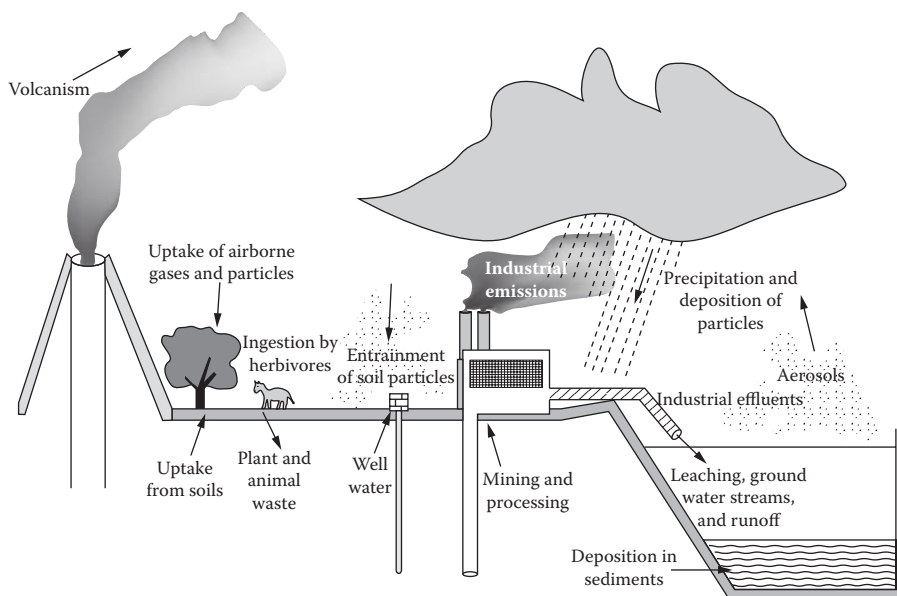 Volcanism
Uptake of airborne
gases and particles
Ingestion by
herbivores
Entrainment
of soil particles
Industrial
emissions
Precipitation and
deposition of
particles
Aerosols
Industrial effluents
Uptake
from soils
Plant and
animal
waste
Well
water
Mining and
processing
Leaching, ground
water streams,
and runoff
Deposition in
sediments